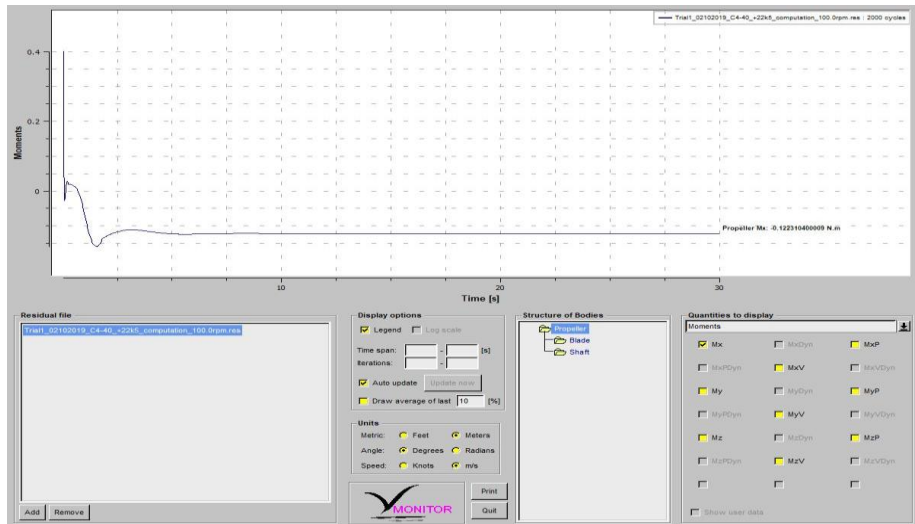 Trial1_02102019_C4-40_+22k5_computation_100.0rpm.res : 2000 cycles
0.4
0.2
0
Moments
Propeller Mx: -0.122310400009 N.m
10
20
30
Time [s]
Residual file
Trial1_02102019_C4-40_+22k5_computation_100.0rpm.res
Add
Remove
Display options
Legend
Log scale
Time span:
-
[s]
Iterations:
-
Auto update
Update now
Draw average of last
10
[%]
Units
Metric:
Feet
Meters
Angle:
Degrees
Radians
Speed:
Knots
m/s
MONITOR
Print
Quit
Structure of Bodies
Propeller
Blade
Shaft
Quantities to display
Moments
Mx
MxDyn
MxP
MxPDyn
MxV
MxVDyn
My
MyDyn
MyP
MyPDyn
MyV
MyVDyn
Mz
MzDyn
MzP
MzPDyn
MzV
MzVDyn
Show user data